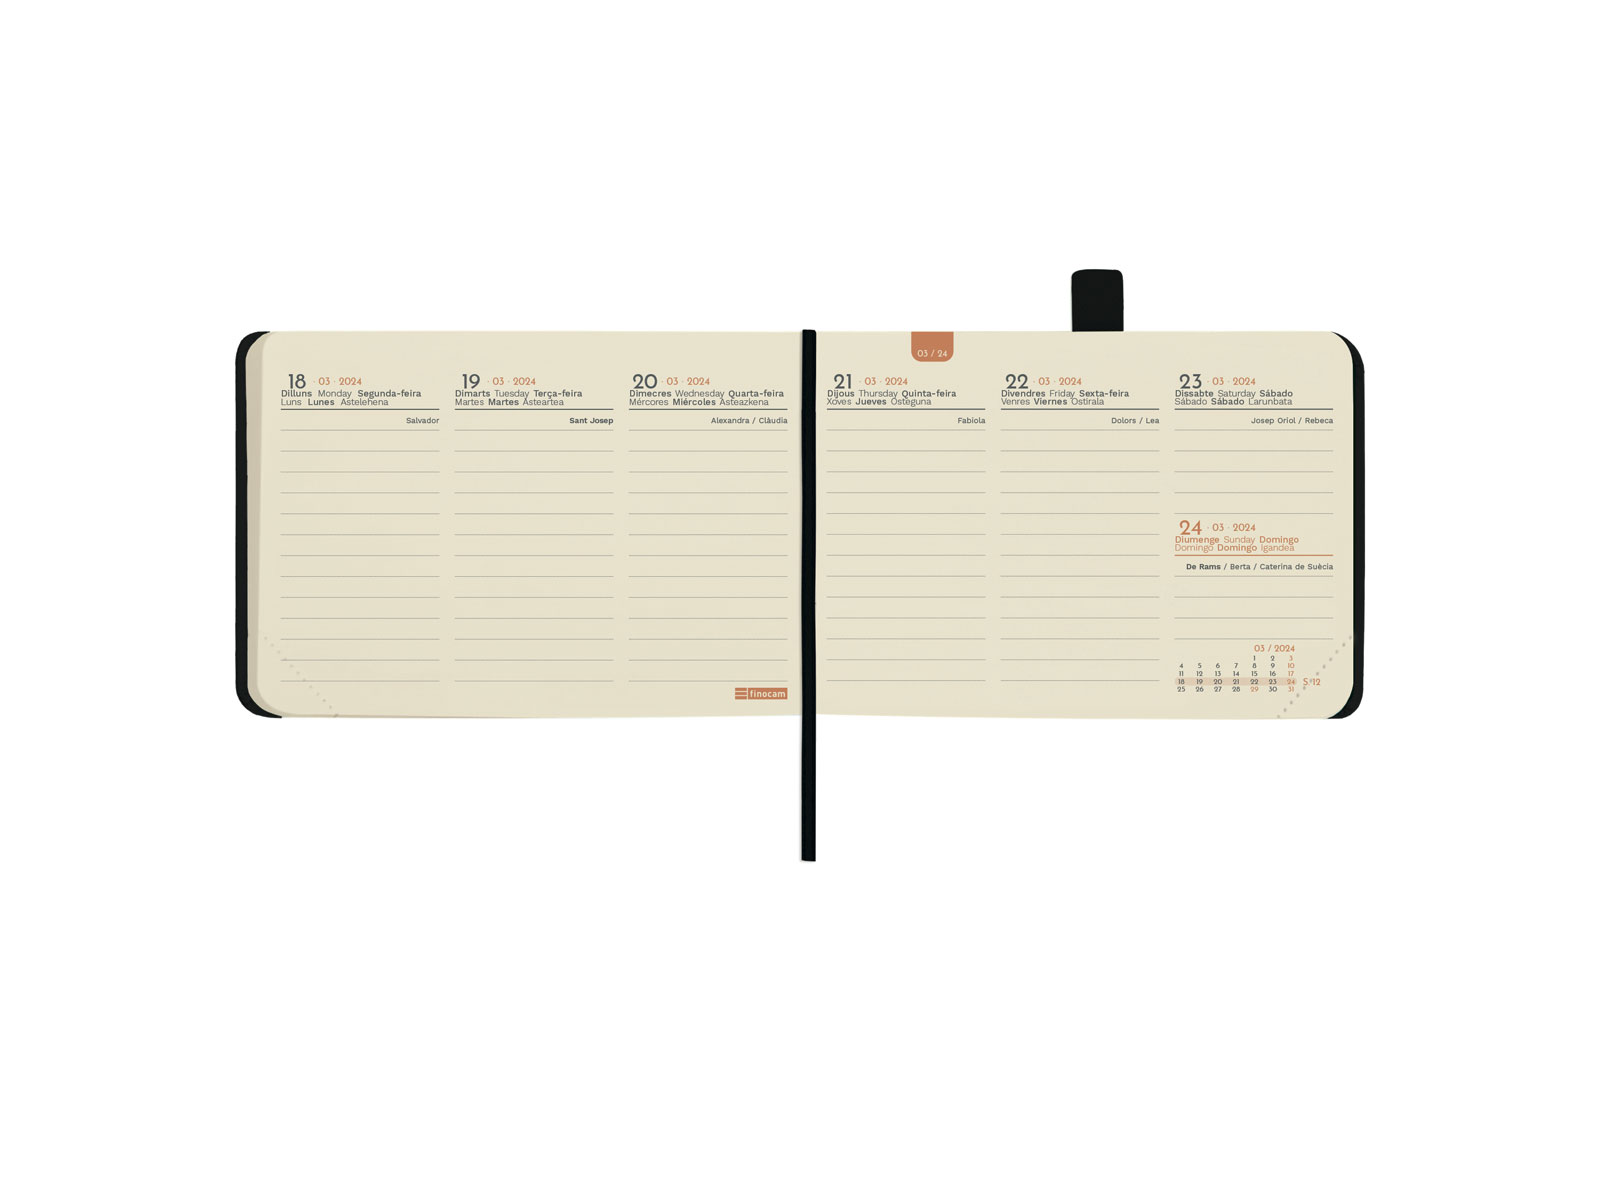 18 · 03 · 2024
Dilluns Monday Segunda-feira
Luns Lunes Astelehena
Salvador
19 · 03 · 2024
Dimarts Tuesday Terça-feira
Martes Martes Asteartea
Sant Josep
20 · 03 · 2024
Dimecres Wednesday Quarta-feira
Mércores Miércoles Asteazkena
Alexandra / Clàudia
finocam
03 / 24
21 · 03 · 2024
Dijous Thursday Quinta-feira
Xoves Jueves Osteguna
Fabiola
22 · 03 · 2024
Divendres Friday Sexta-feira
Venres Viernes Ostirala
Dolors / Lea
23 · 03 · 2024
Dissabte Saturday Sábado
Sábado Sábado Larunbata
Josep Oriol / Rebeca
24 · 03 · 2024
Diumenge Sunday Domingo
Domingo Domingo Igandea
De Rams / Berta / Caterina de Suècia
03 / 2024
1 2 3
4 5 6 7 8 9 10
11 12 13 14 15 16 17
18 19 20 21 22 23 24 S.12
25 26 27 28 29 30 31